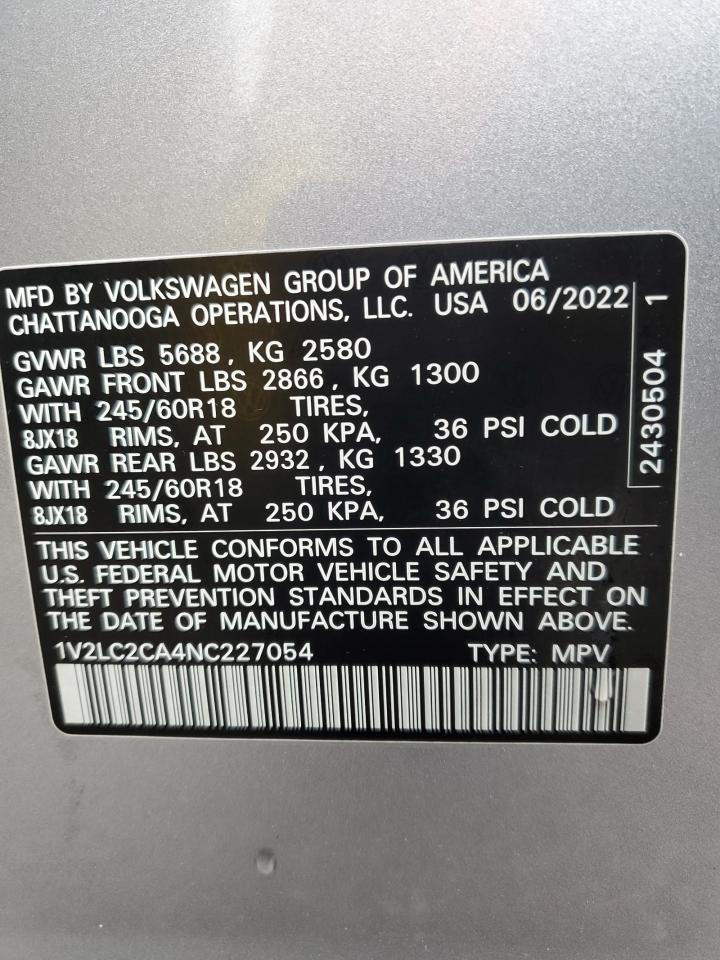 MFD BY VOLKSWAGEN GROUP OF AMERICA
CHATTANOOGA OPERATIONS, LLC. USA 06/2022
GVWR LBS 5688, KG 2580
GAWR FRONT LBS 2866, KG 1300
WITH 245/60R18 TIRES,
8JX18 RIMS, AT 250 KPA, 36 PSI COLD
GAWR REAR LBS 2932, KG 1330
WITH 245/60R18 TIRES,
8JX18 RIMS, AT 250 KPA, 36 PSI COLD
2430504 1
THIS VEHICLE CONFORMS TO ALL APPLICABLE
U.S. FEDERAL MOTOR VEHICLE SAFETY AND
THEFT PREVENTION STANDARDS IN EFFECT ON
THE DATE OF MANUFACTURE SHOWN ABOVE.
1V2LC2CA4NC227054 TYPE: MPV